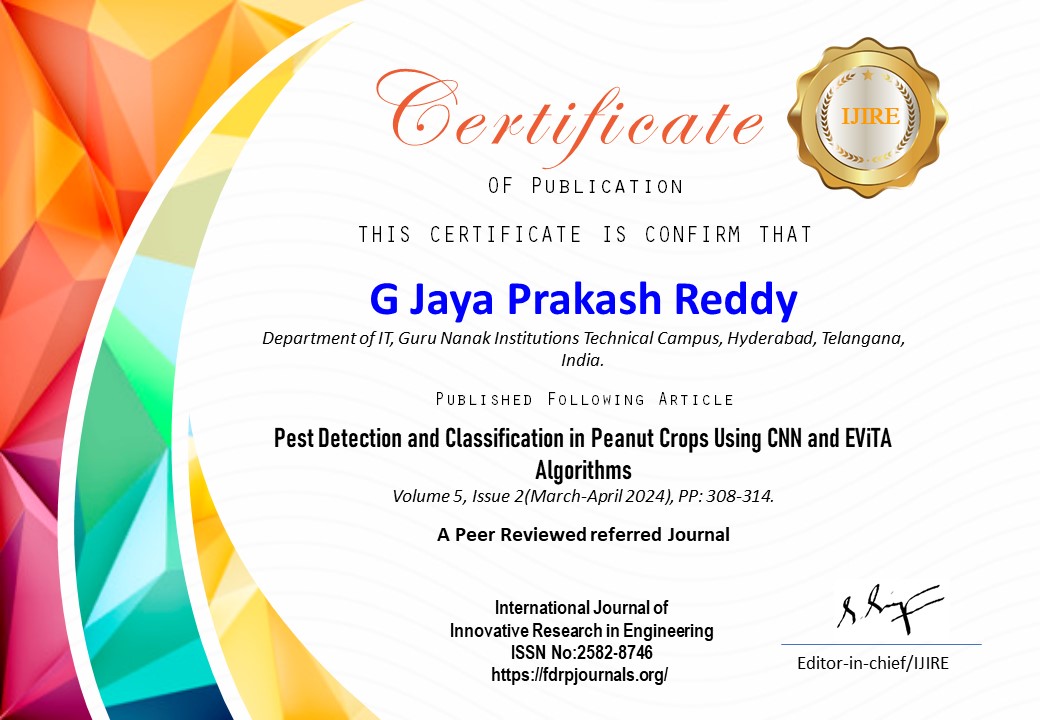 Certificate
IJIRE
OF PUBLICATION
THIS CERTIFICATE IS CONFIRM THAT
G Jaya Prakash Reddy
Department of IT, Guru Nanak Institutions Technical Campus, Hyderabad, Telangana,
India.
PUBLISHED FOLLOWING ARTICLE
Pest Detection and Classification in Peanut Crops Using CNN and EViTA
Algorithms
Volume 5, Issue 2(March-April 2024), PP: 308-314.
A Peer Reviewed referred Journal
International Journal of
Innovative Research in Engineering
ISSN No:2582-8746
https://fdrpjournals.org/
Editor-in-chief/IJIRE